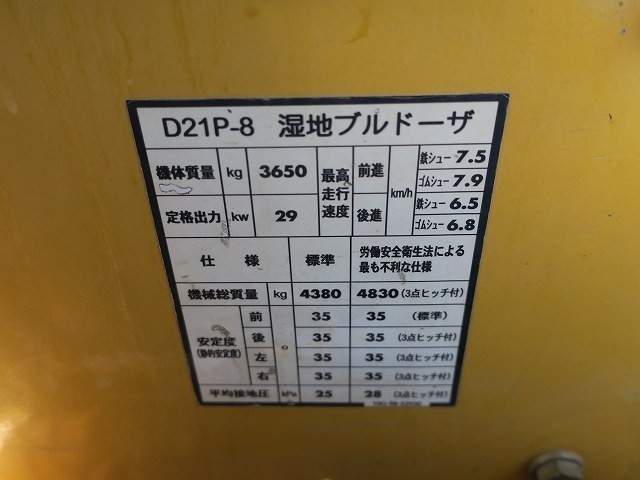 D21P-8 湿地ブルドーザ
機体質量 kg 3650 最高走行速度 前進 km/h 鉄シュー 7.5
ゴムシュー 7.9
定格出力 kw 29 後進 鉄シュー 6.5
ゴムシュー 6.8
仕様 標準 労働安全衛生法による
最も不利な仕様
機械総質量 kg 4380 4830 (3点ヒッチ付)
安定度 (静的安定度) 前 ° 35 35 (標準)
後 35 35 (3点ヒッチ付)
左 35 35 (3点ヒッチ付)
右 35 35 (3点ヒッチ付)
平均接地圧 kPa 25 28 (3点ヒッチ付)